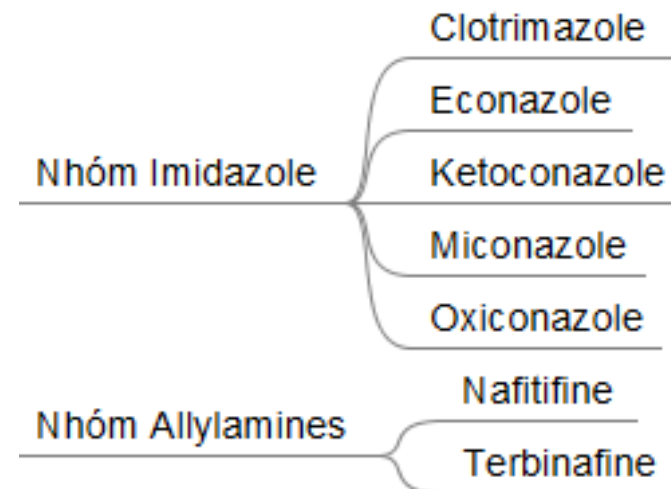 Nhóm Imidazole
Clotrimazole
Econazole
Ketoconazole
Miconazole
Oxiconazole
Nhóm Allylamines
Nafitifine
Terbinafine